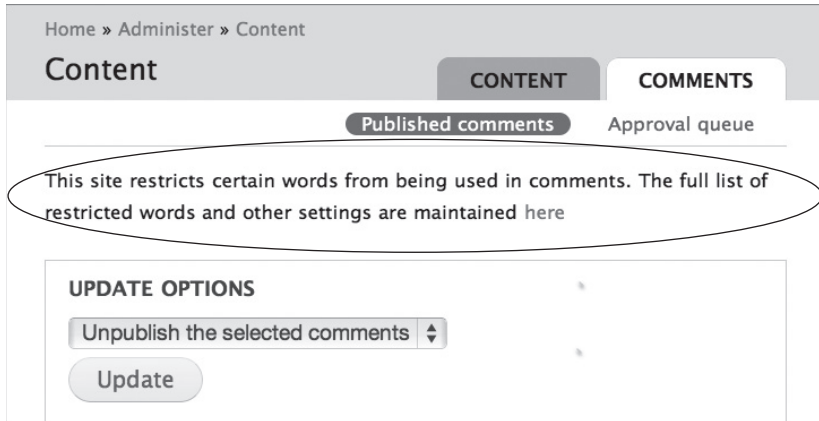 Home » Administer » Content
Content
CONTENT
COMMENTS
Published comments
Approval queue
This site restricts certain words from being used in comments. The full list of
restricted words and other settings are maintained here
UPDATE OPTIONS
Unpublish the selected comments
Update